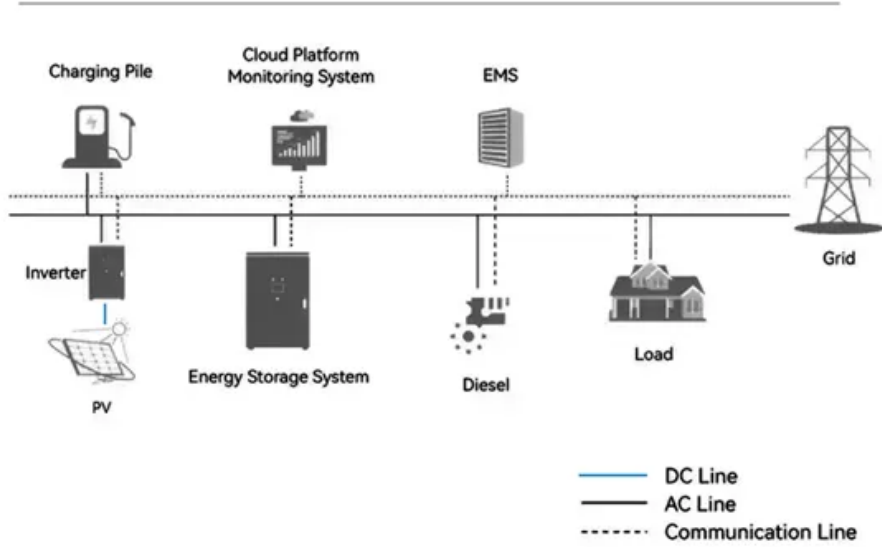 Charging Pile
Cloud Platform
Monitoring System
EMS
Grid
Inverter
Energy Storage System
Load
Diesel
PV
DC Line
AC Line
Communication Line